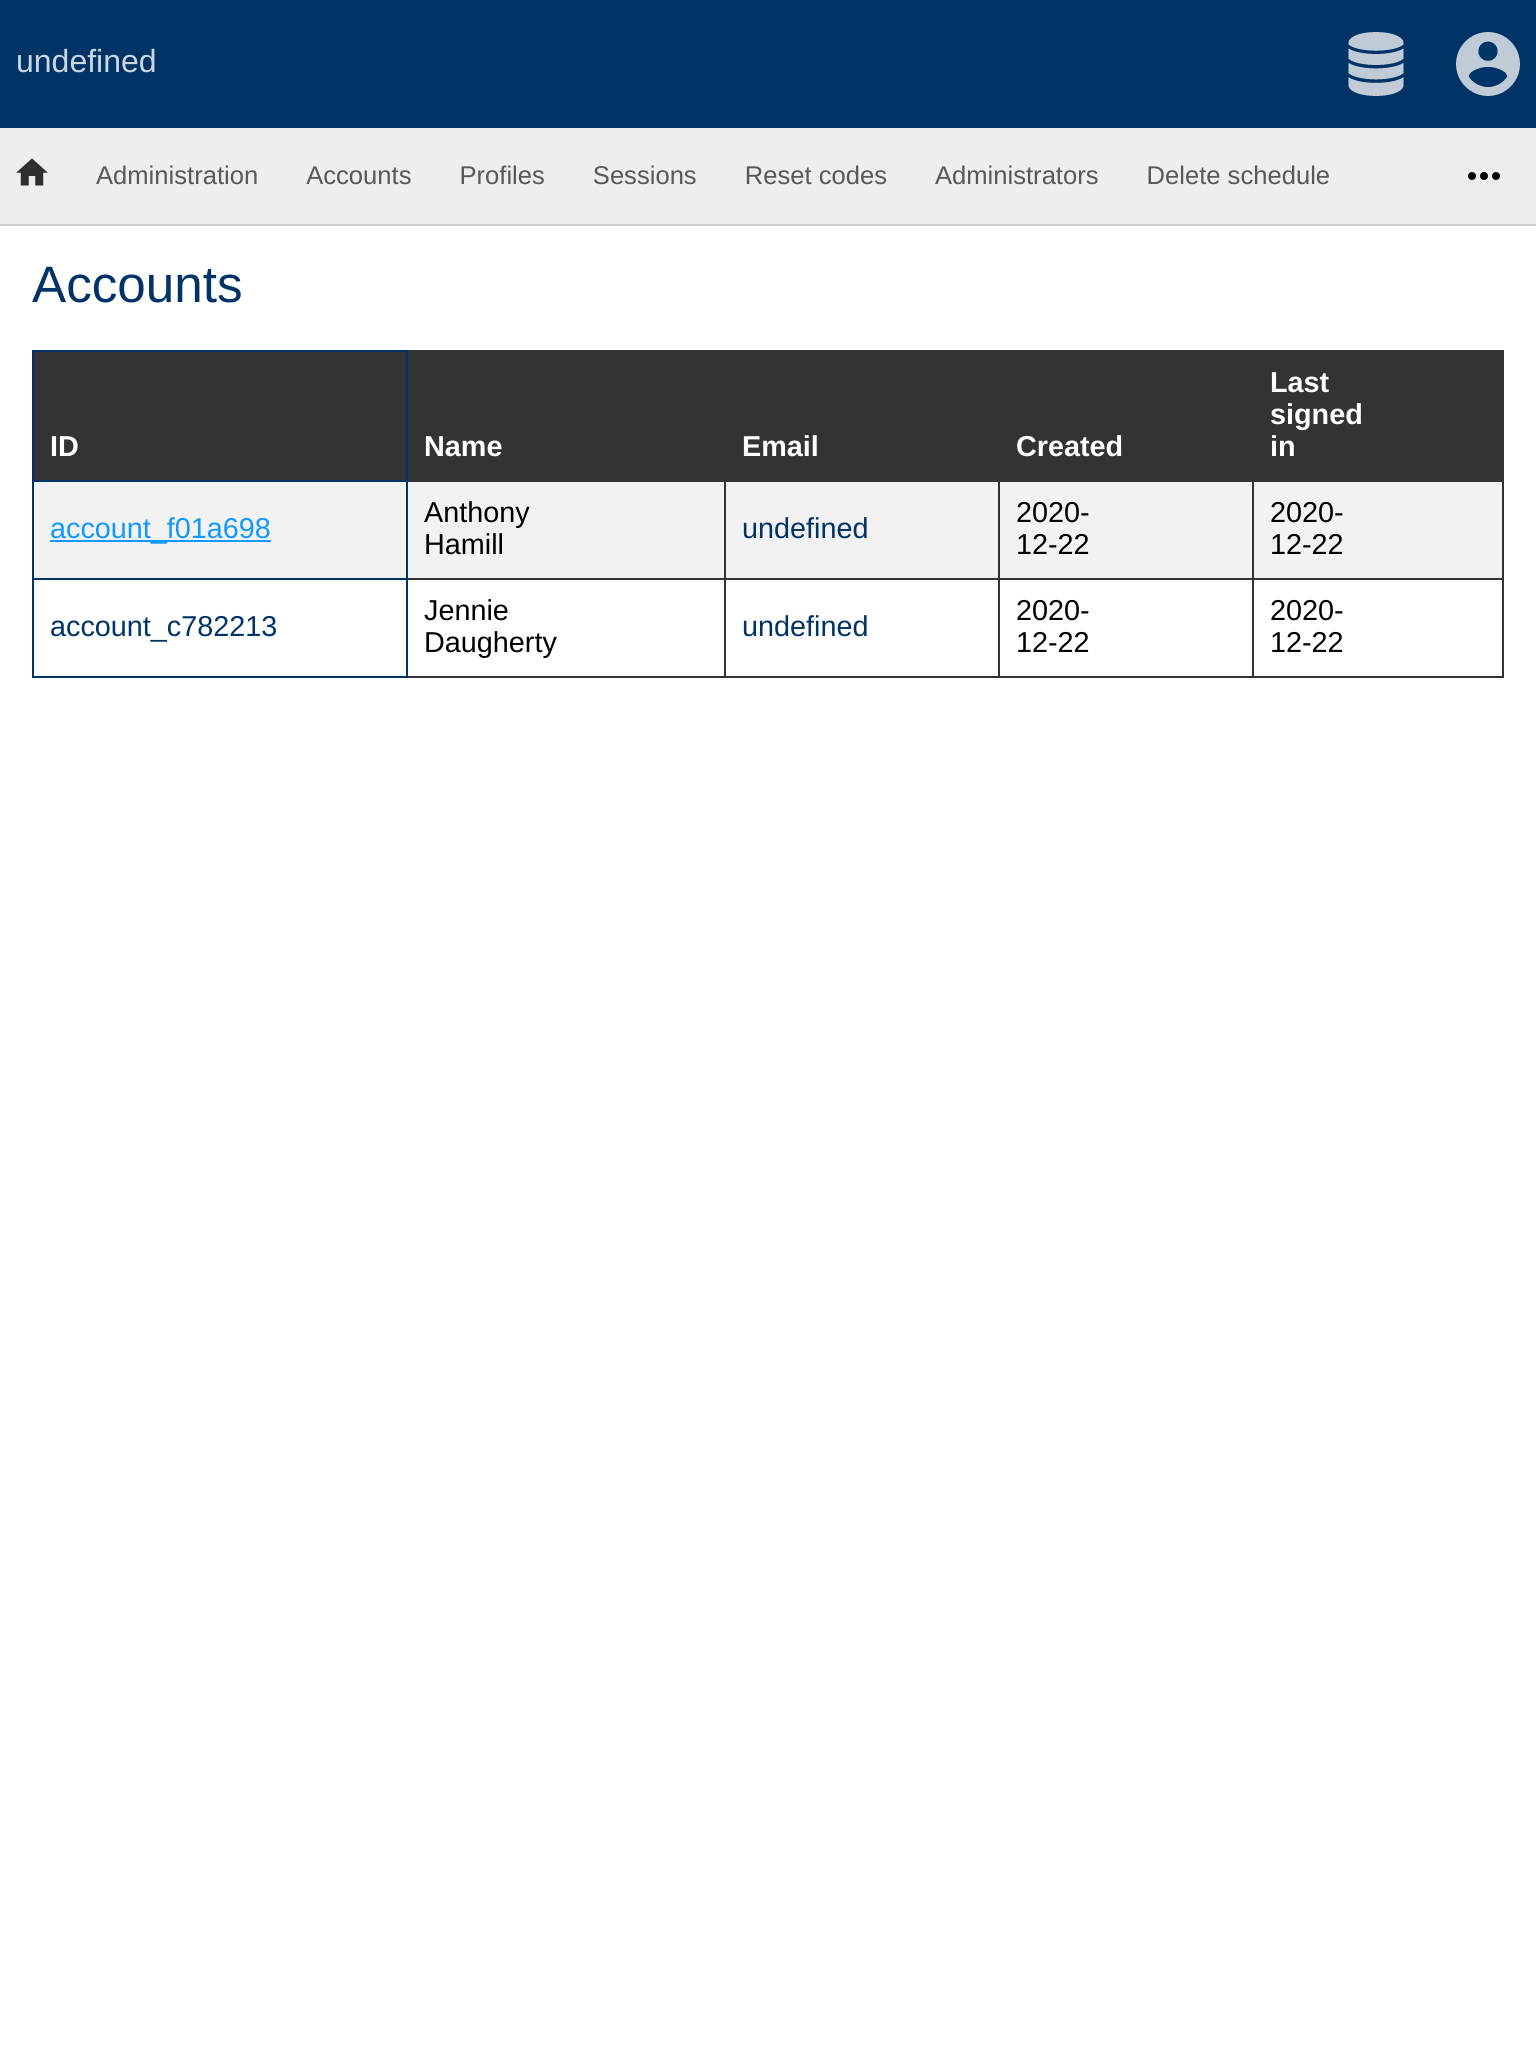 undefined
Administration Accounts Profiles Sessions Reset codes Administrators Delete schedule
Accounts
ID Name Email Created Last signed in
account_f01a698 Anthony Hamill undefined 2020-12-22 2020-12-22
account_c782213 Jennie Daugherty undefined 2020-12-22 2020-12-22